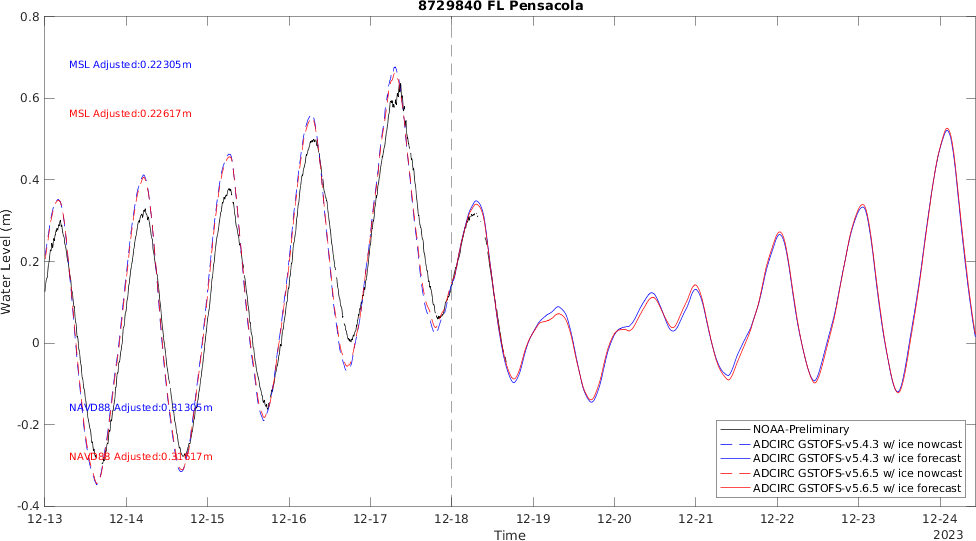 8729840 FL Pensacola
0.8
0.6
0.4
0.2
0
-0.2
-0.4
Water Level (m)
MSL Adjusted:0.22305m
MSL Adjusted:0.22617m
NAVD88 Adjusted:0.31305m
NAVD88 Adjusted:0.31617m
NOAA-Preliminary
ADCIRC GSTOFS-v5.4.3 w/ ice nowcast
ADCIRC GSTOFS-v5.4.3 w/ ice forecast
ADCIRC GSTOFS-v5.6.5 w/ ice nowcast
ADCIRC GSTOFS-v5.6.5 w/ ice forecast
12-13 12-14 12-15 12-16 12-17 12-18 12-19 12-20 12-21 12-22 12-23 12-24
Time
2023